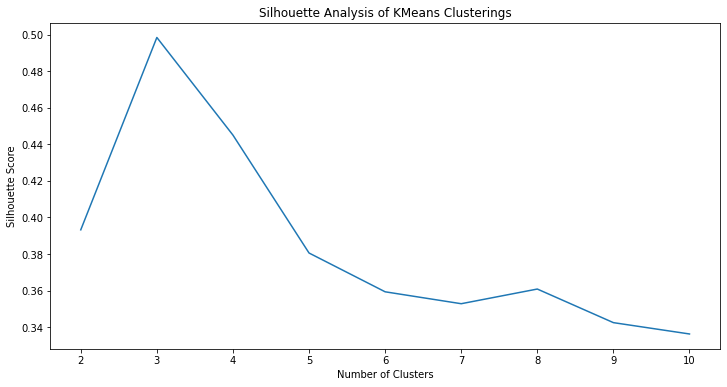 Silhouette Analysis of KMeans Clusterings
0.50
0.48
0.46
0.44
0.42
0.40
0.38
0.36
0.34
Silhouette Score
2 3 4 5 6 7 8 9 10
Number of Clusters